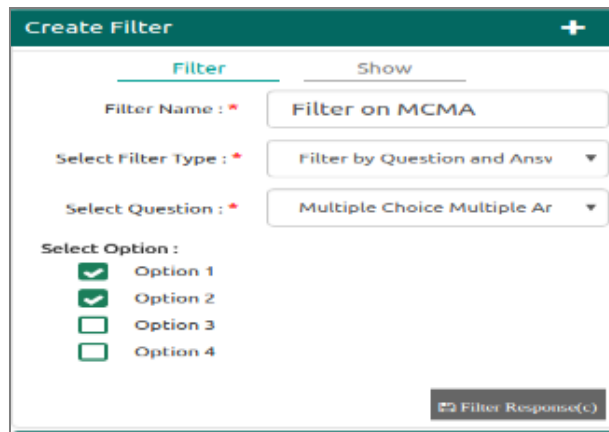 Create Filter +
Filter Show
Filter Name : * Filter on MCMA
Select Filter Type : * Filter by Question and Answ
Select Question : * Multiple Choice Multiple Ar
Select Option :
Option 1
Option 2
Option 3
Option 4
Filter Response(c)